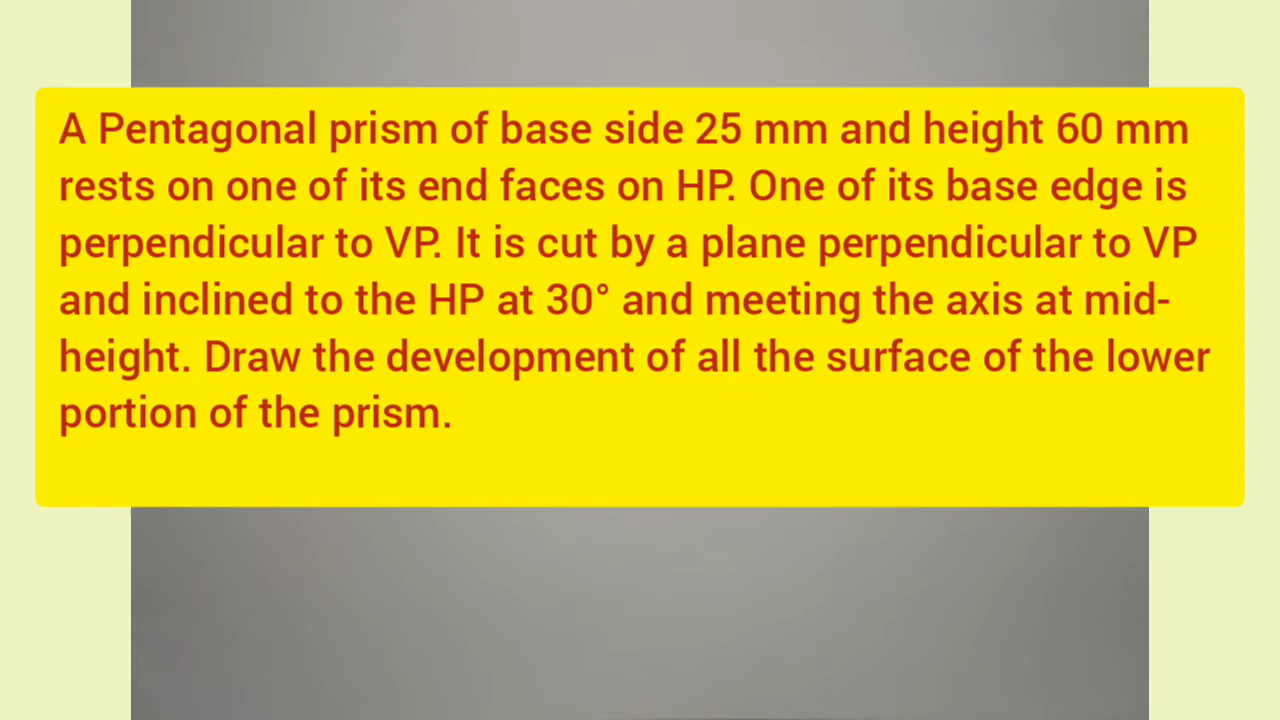 A Pentagonal prism of base side 25 mm and height 60 mm
rests on one of its end faces on HP. One of its base edge is
perpendicular to VP. It is cut by a plane perpendicular to VP
and inclined to the HP at 30° and meeting the axis at mid-
height. Draw the development of all the surface of the lower
portion of the prism.